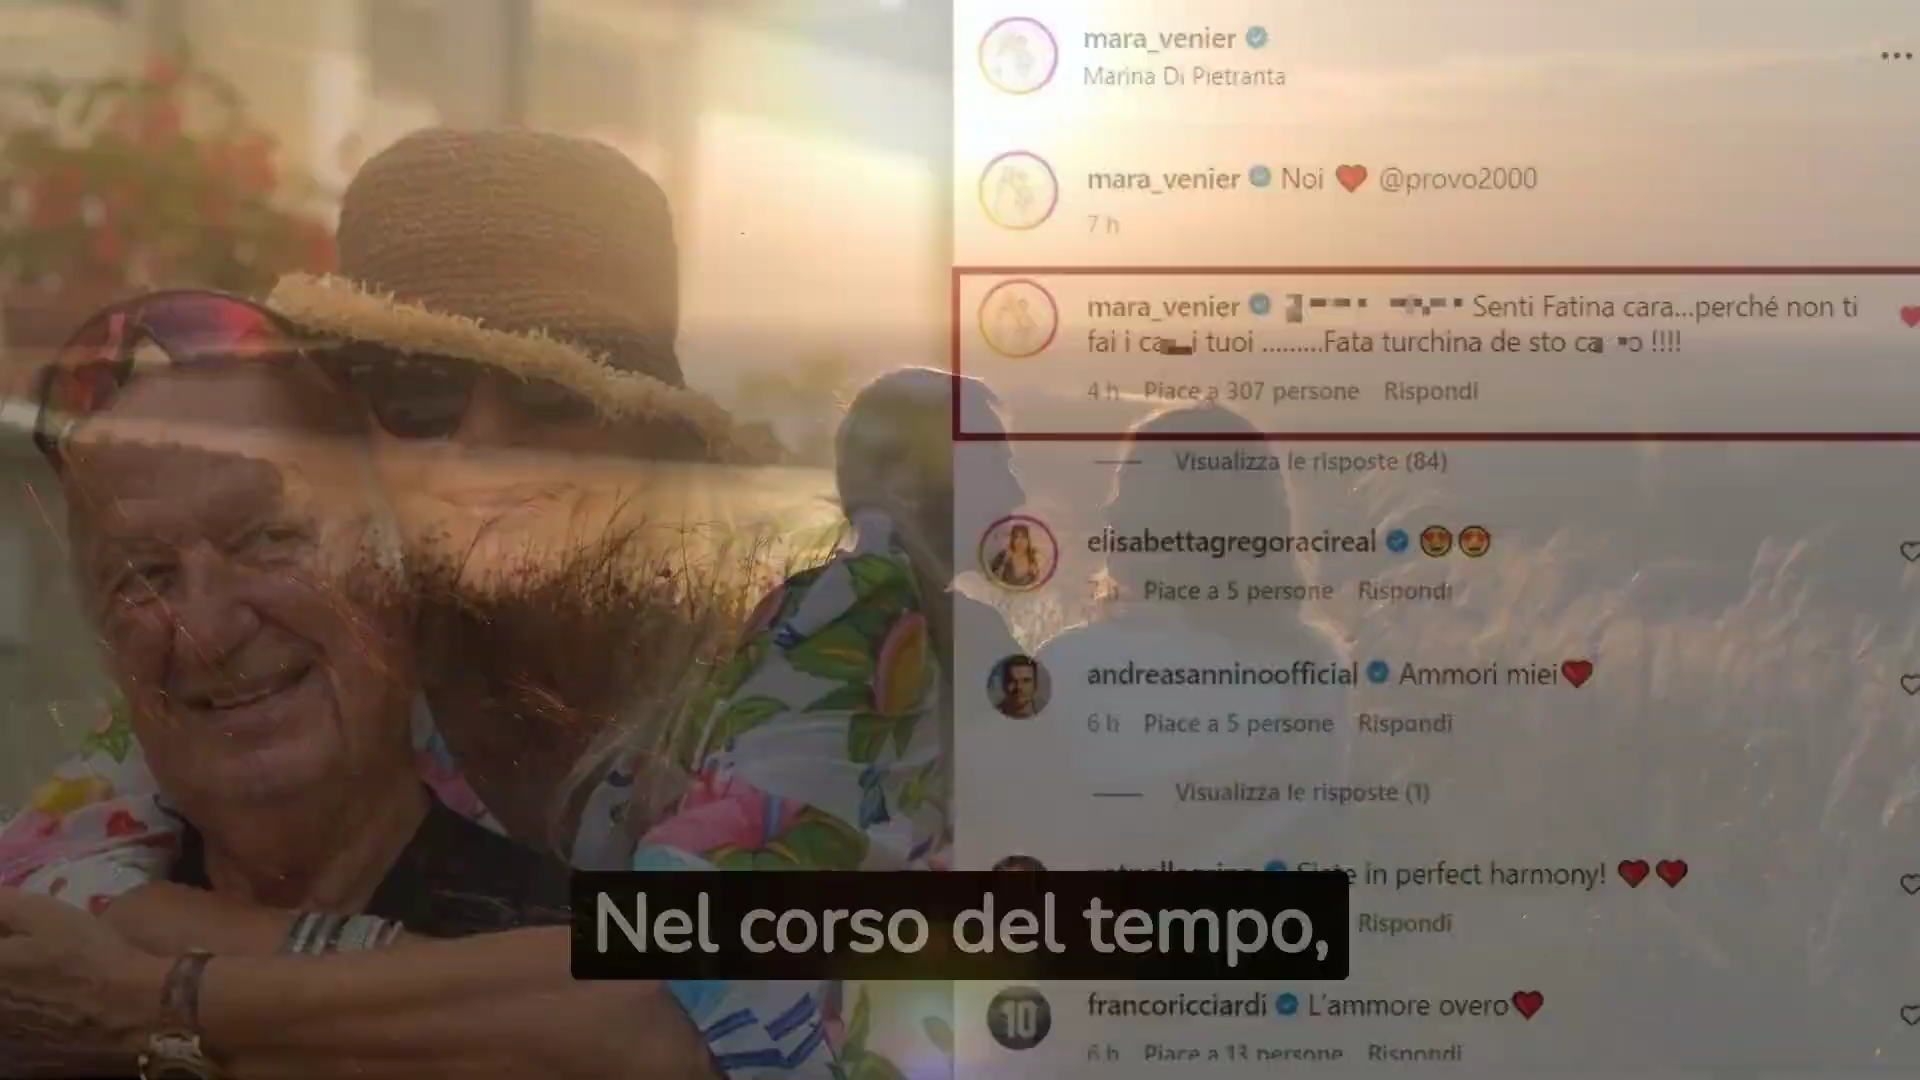 mara_venier
Marina Di Pietranta
mara_venier Noi ❤️ @provo2000
7 h
mara_venier Senti Fatina cara...perché non ti
fai i ca i tuoi .........Fata turchina de sto ca o !!!!
4 h Piace a 307 persone Rispondi
Visualizza le risposte (84)
elisabettagregoracireal 😍😍
7 h Piace a 5 persone Rispondi
andreasanninoofficial Ammori miei❤️
6 h Piace a 5 persone Rispondi
Visualizza le risposte (1)
in perfect harmony! ❤️❤️
Rispondi
Nel corso del tempo,
10
francoricciardi L'ammore overo❤️
6 h Piace a 13 persone Rispondi